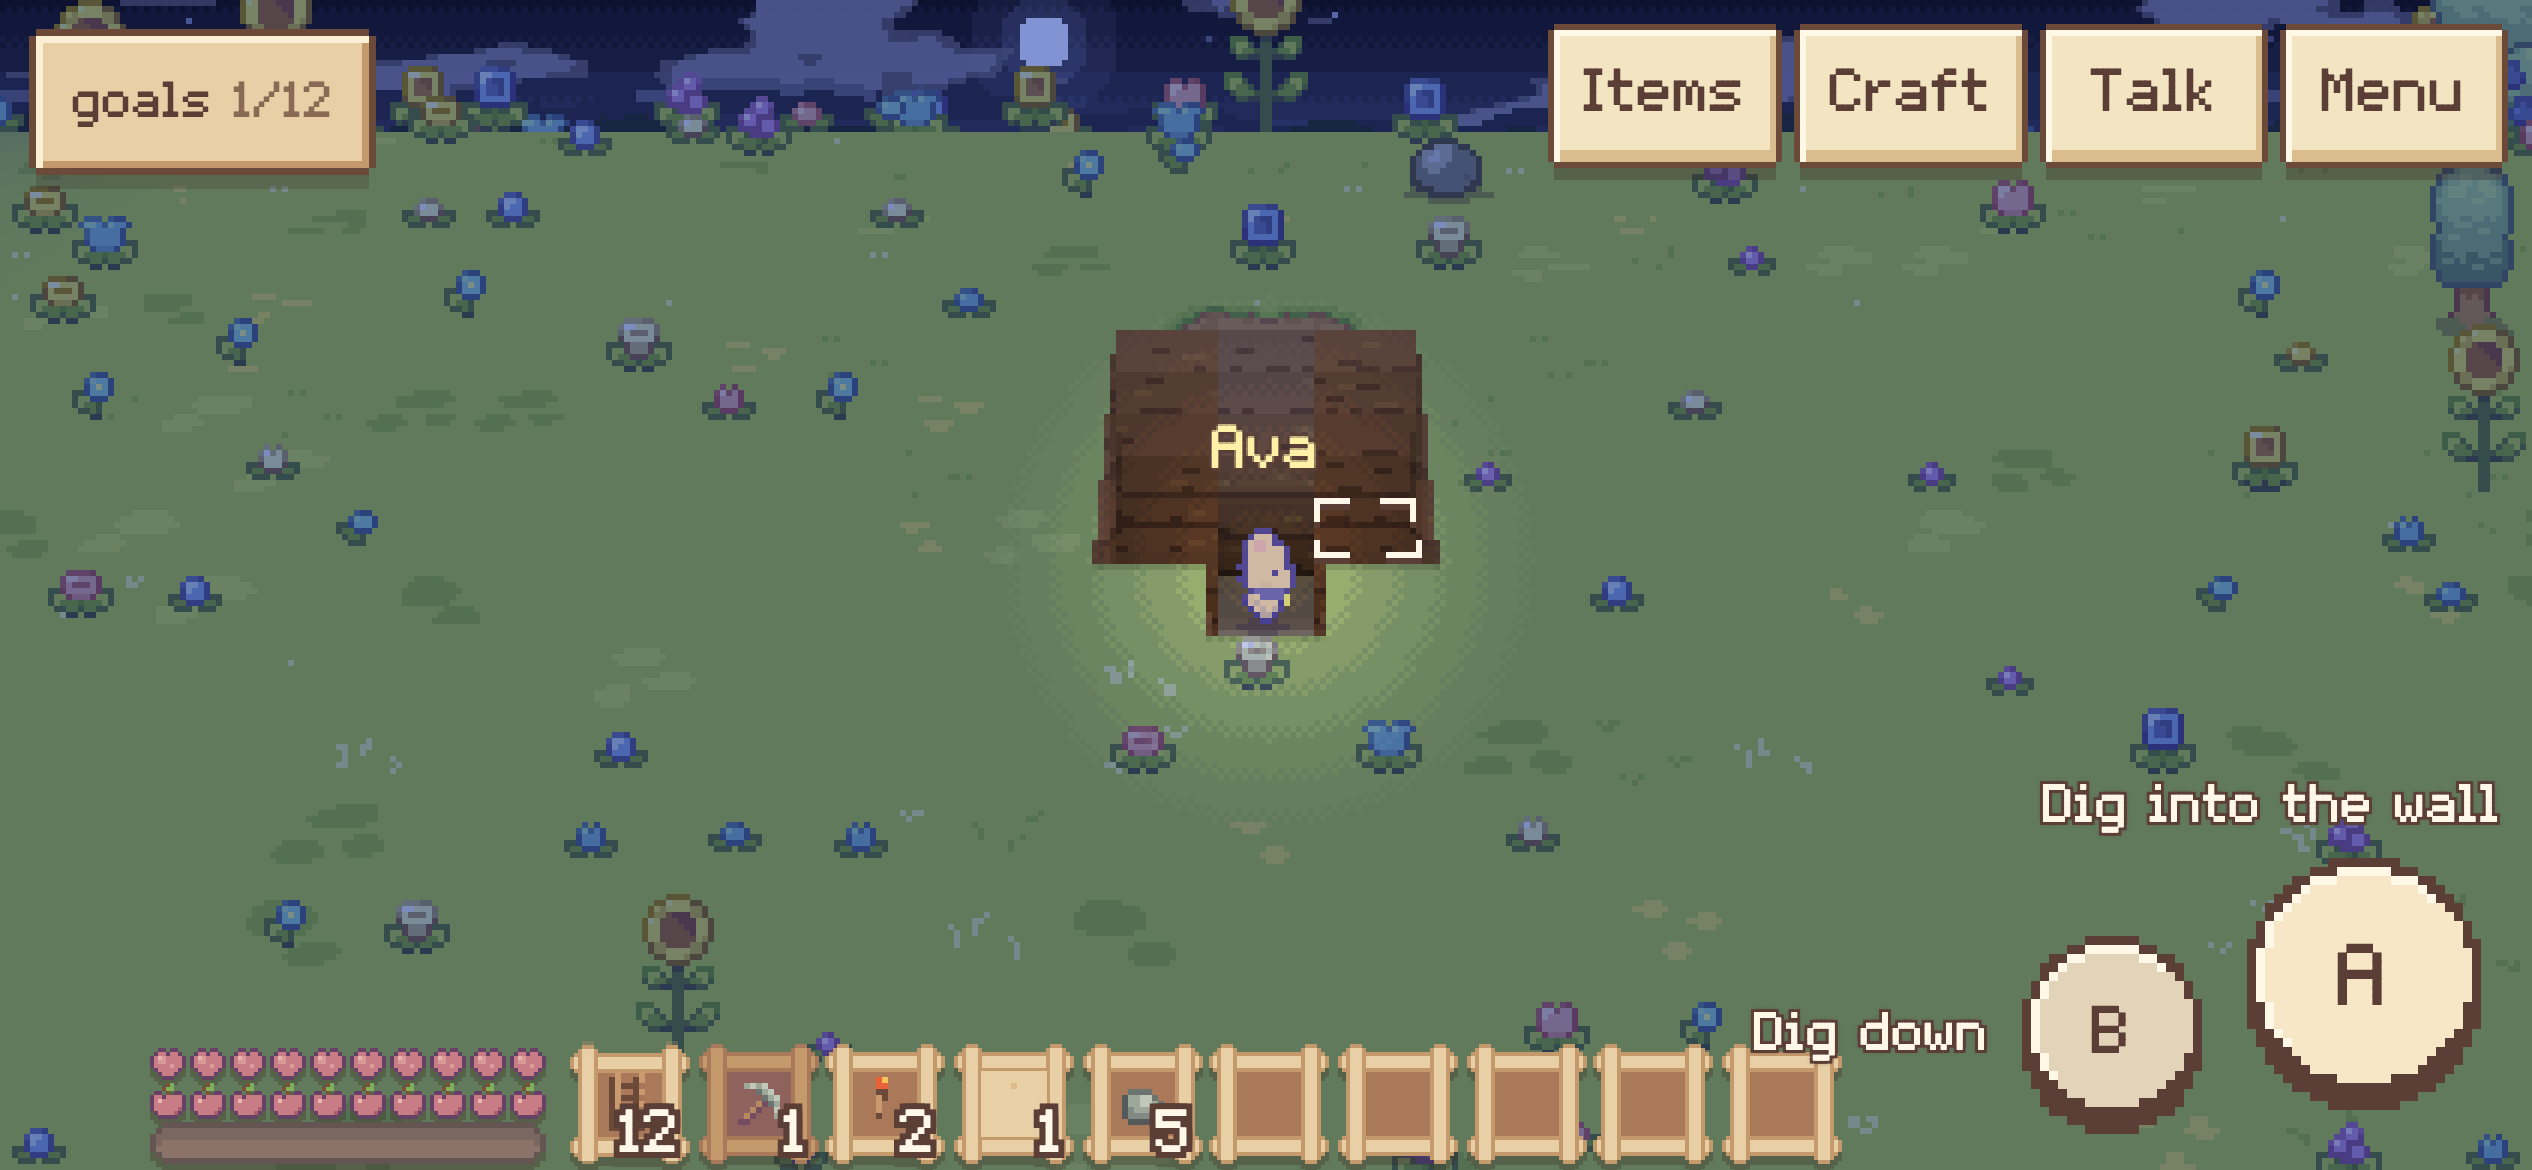 goals 1/12
Items
Craft
Talk
Menu
Ava
Dig into the wall
A
Dig down
B
12
1
2
1
5